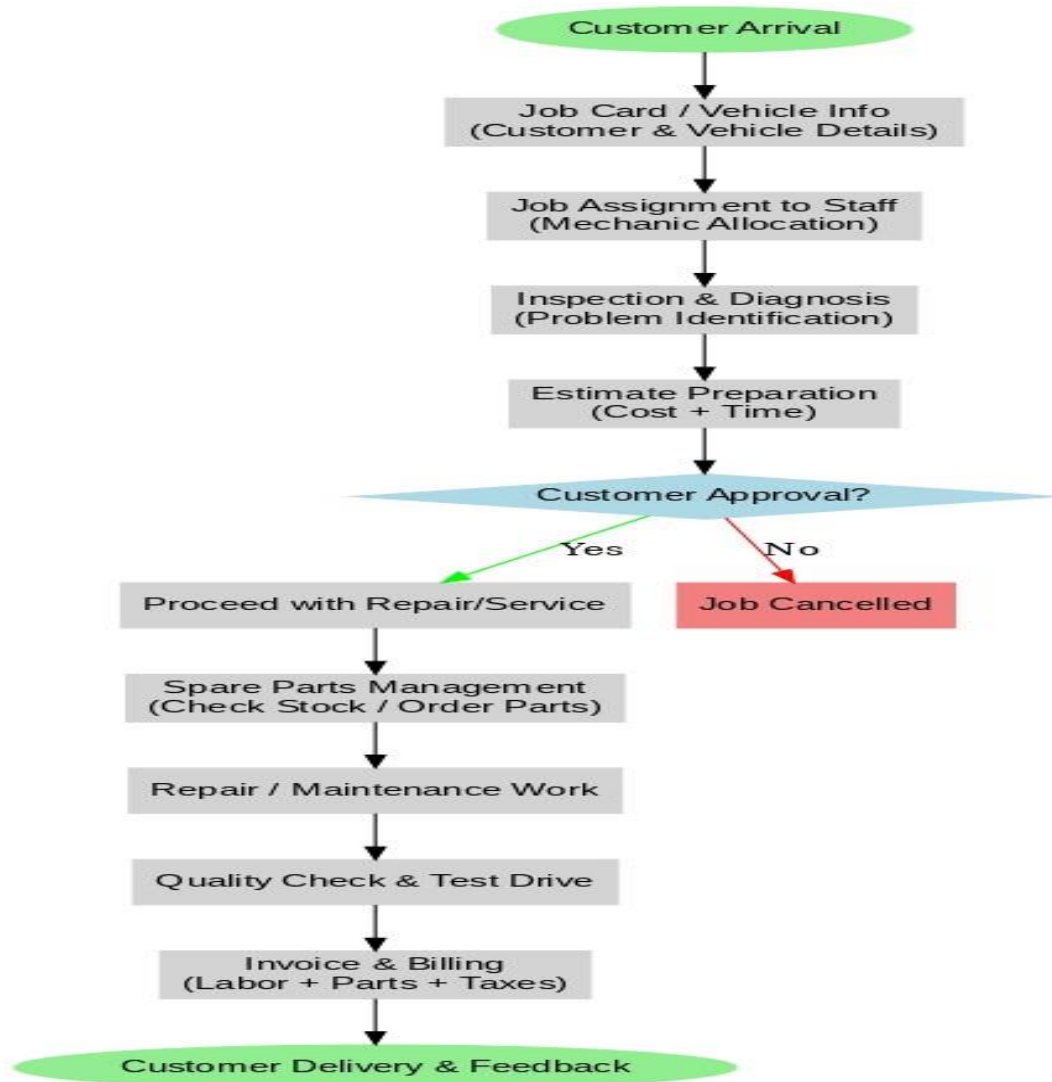 Customer Arrival
Job Card / Vehicle Info
(Customer & Vehicle Details)
Job Assignment to Staff
(Mechanic Allocation)
Inspection & Diagnosis
(Problem Identification)
Estimate Preparation
(Cost + Time)
Customer Approval?
Yes
No
Proceed with Repair/Service
Job Cancelled
Spare Parts Management
(Check Stock / Order Parts)
Repair / Maintenance Work
Quality Check & Test Drive
Invoice & Billing
(Labor + Parts + Taxes)
Customer Delivery & Feedback